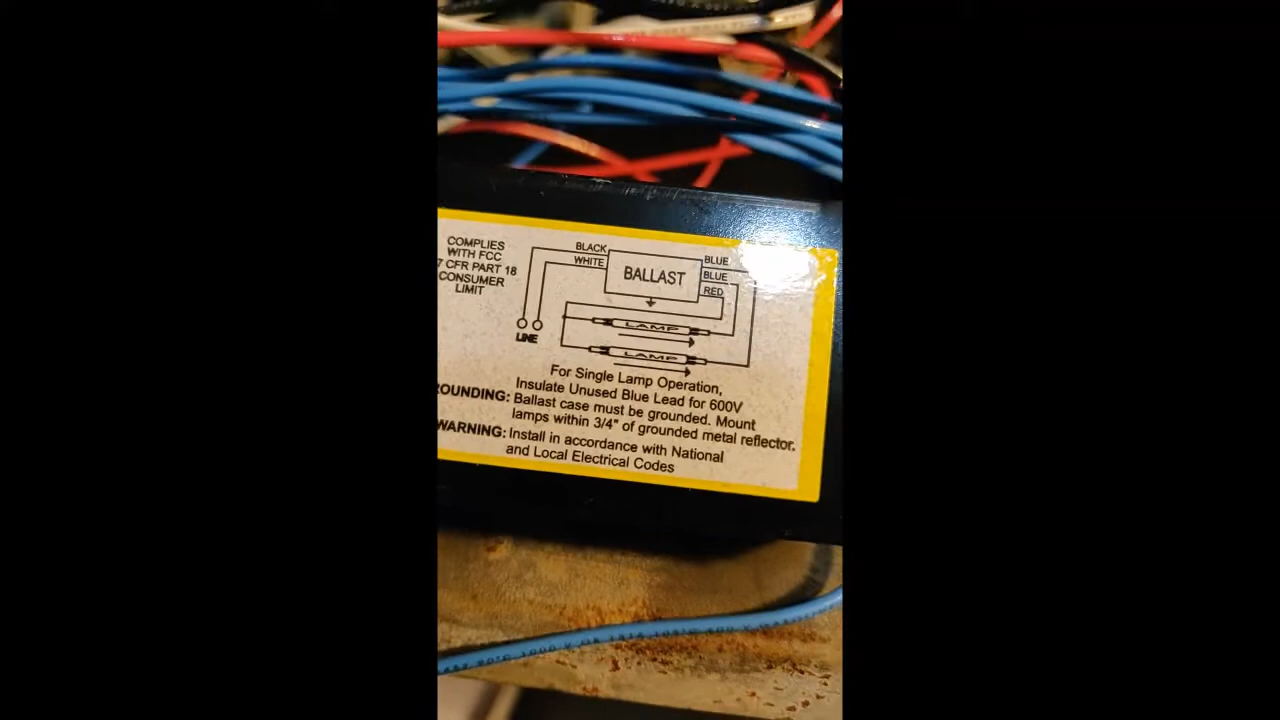 COMPLIES
WITH FCC
7 CFR PART 18
CONSUMER
LIMIT
BLACK
WHITE
BALLAST
BLUE
BLUE
RED
LINE
LAMP
LAMP
For Single Lamp Operation,
Insulate Unused Blue Lead for 600V
ROUNDING: Ballast case must be grounded. Mount
lamps within 3/4" of grounded metal reflector.
WARNING: Install in accordance with National
and Local Electrical Codes
1000 V